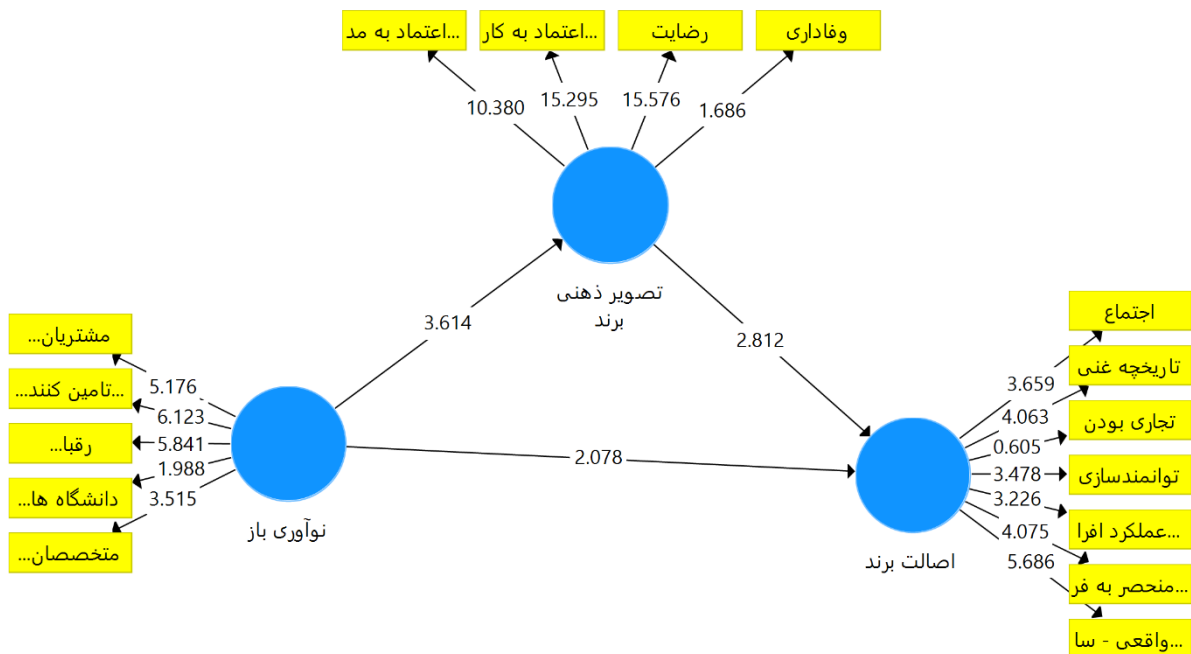 اعتماد به مد...
اعتماد به کار...
رضایت
وفاداری
10.380
15.295
15.576
1.686
تصویر ذهنی
برند
3.614
2.812
مشتریان...
تامین کنند...
رقبا...
دانشگاه ها...
متخصصان...
5.176
6.123
5.841
1.988
3.515
نوآوری باز
2.078
اصالت برند
3.659
4.063
0.605
3.478
3.226
4.075
5.686
اجتماع
تاریخچه غنی
تجاری بودن
توانمندسازی
عملکرد افرا...
منحصر به فر...
واقعی - سا...